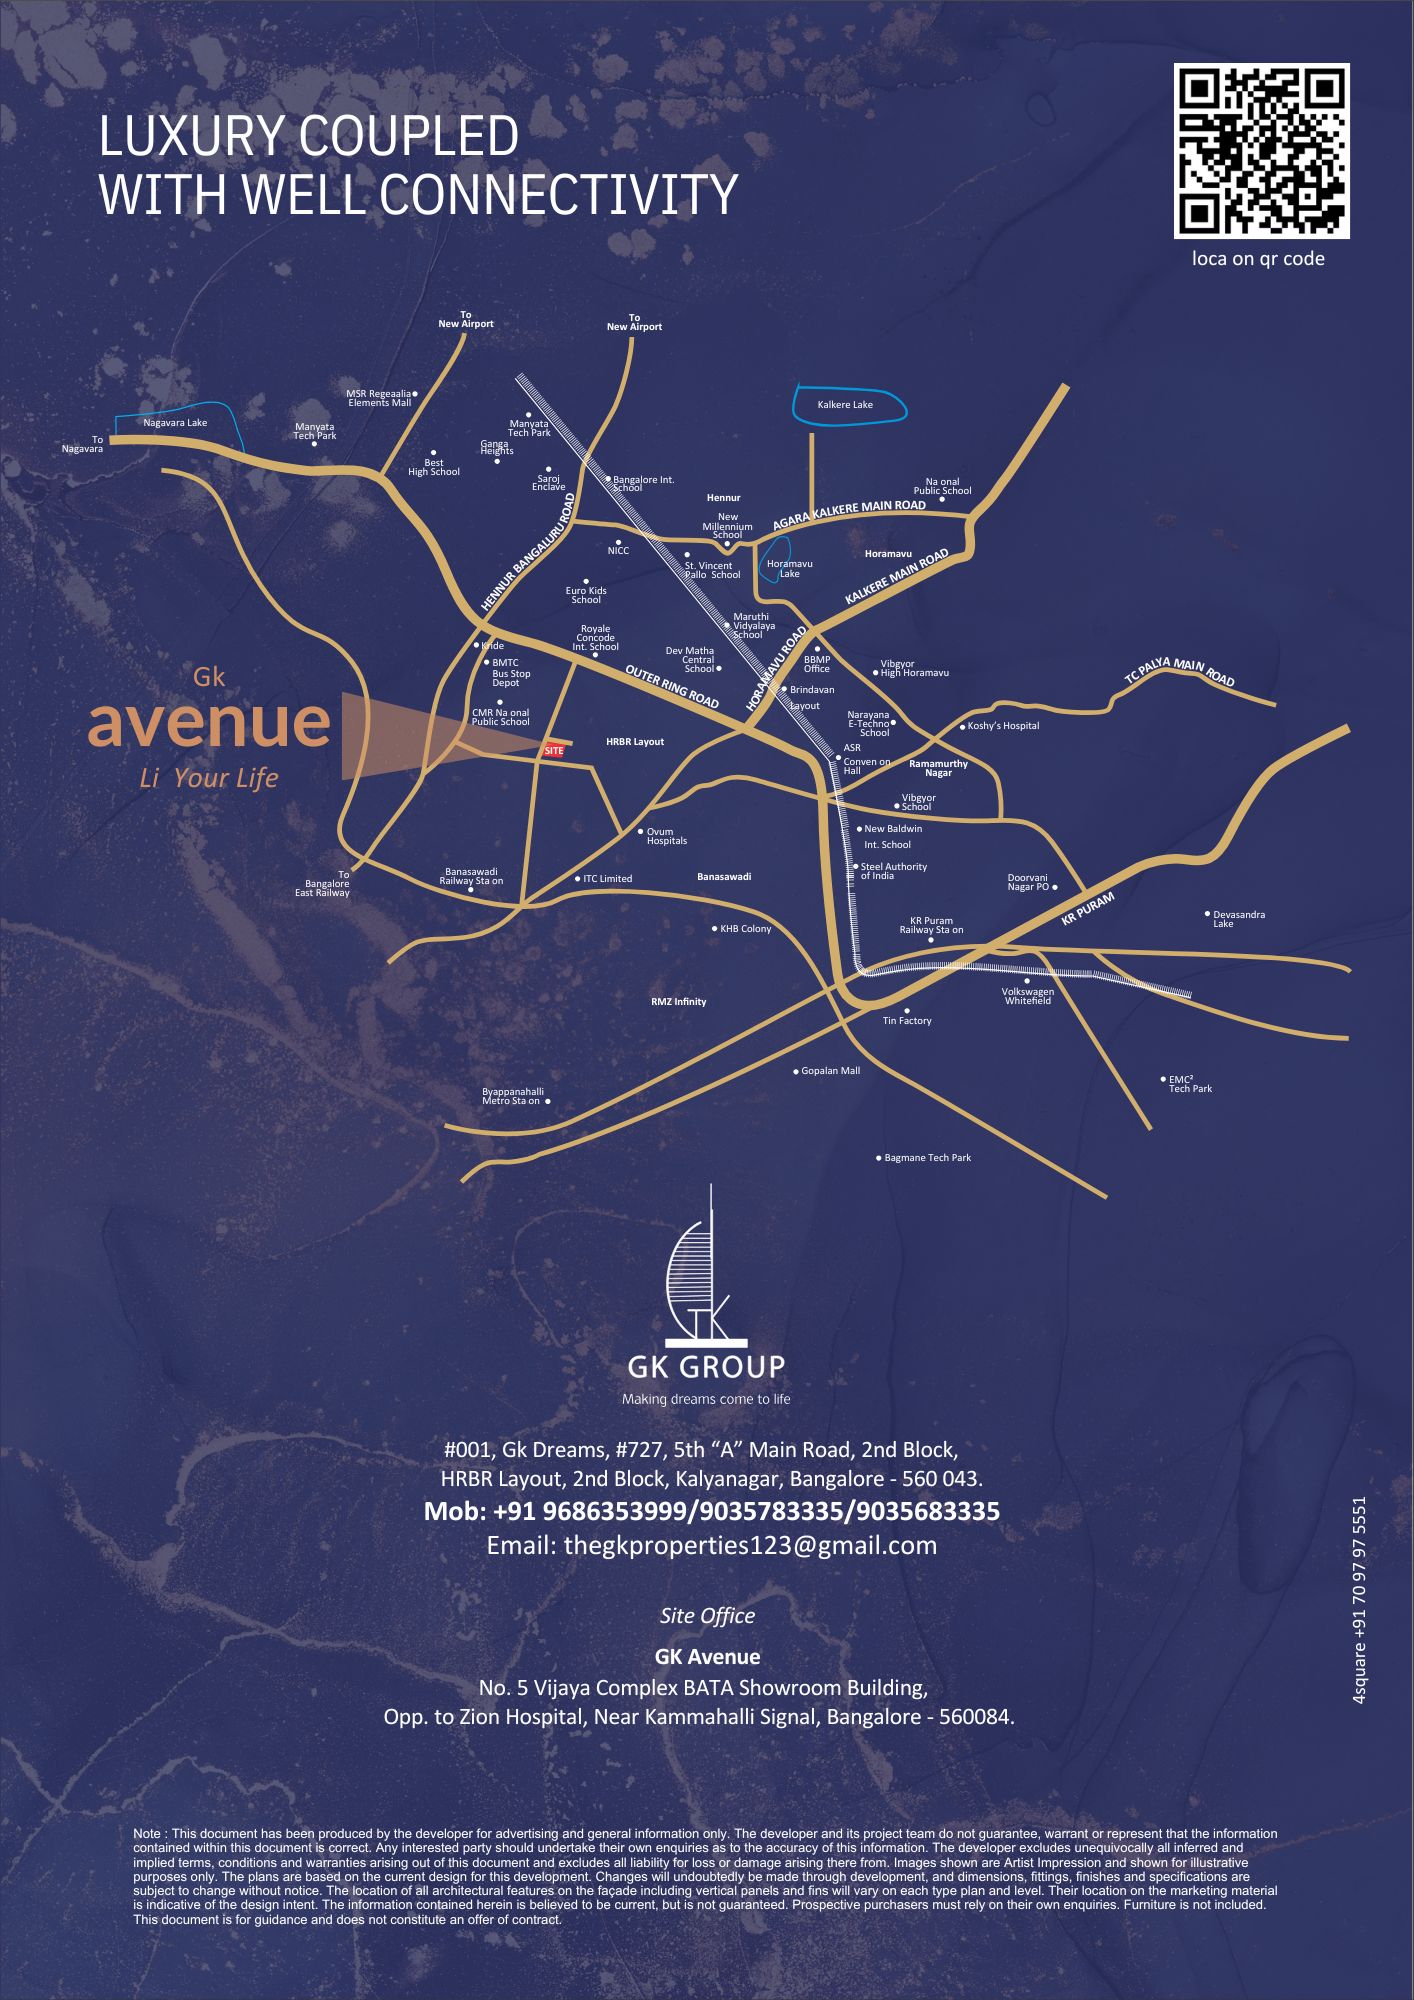 LUXURY COUPLED
WITH WELL CONNECTIVITY
loca on qr code
To
New Airport
To
New Airport
MSR Regeaalia
Elements Mall
Kalkere Lake
Nagavara Lake
To
Nagavara
Manyata
Tech Park
Manyata
Tech Park
Ganga
Heights
Best
High School
Saroj
Enclave
Bangalore Int.
School
Na onal
Public School
Hennur
New
Millennium
School
AGARA KALKERE MAIN ROAD
HENNUR BANGALURU ROAD
NICC
St. Vincent
Pallo  School
Horamavu
Lake
Horamavu
KALKERE MAIN ROAD
Euro Kids
School
Maruthi
Vidyalaya
School
Royale
Concode
Int. School
Kride
BMTC
Bus Stop
Depot
Dev Matha
Central
School
HORAMAVU ROAD
BBMP
Office
Vibgyor
High Horamavu
OUTER RING ROAD
TC PALYA MAIN ROAD
Brindavan
Layout
CMR Na onal
Public School
Narayana
E-Techno
School
Koshy's Hospital
Gk
avenue
Li  Your Life
SITE
HRBR Layout
ASR
Conven on
Hall
Ramamurthy
Nagar
Vibgyor
School
Ovum
Hospitals
New Baldwin
Int. School
Steel Authority
of India
To
Bangalore
East Railway
Banasawadi
Railway Sta on
ITC Limited
Banasawadi
Doorvani
Nagar PO
KR PURAM
Devasandra
Lake
KHB Colony
KR Puram
Railway Sta on
RMZ Infinity
Volkswagen
Whitefield
Tin Factory
Gopalan Mall
EMC²
Tech Park
Byappanahalli
Metro Sta on
Bagmane Tech Park
GK GROUP
Making dreams come to life
#001, Gk Dreams, #727, 5th “A” Main Road, 2nd Block,
HRBR Layout, 2nd Block, Kalyanagar, Bangalore - 560 043.
Mob: +91 9686353999/9035783335/9035683335
Email: thegkproperties123@gmail.com
Site Office
GK Avenue
No. 5 Vijaya Complex BATA Showroom Building,
Opp. to Zion Hospital, Near Kammahalli Signal, Bangalore - 560084.
4square +91 70 97 97 5551
Note : This document has been produced by the developer for advertising and general information only. The developer and its project team do not guarantee, warrant or represent that the information
contained within this document is correct. Any interested party should undertake their own enquiries as to the accuracy of this information. The developer excludes unequivocally all inferred and
implied terms, conditions and warranties arising out of this document and excludes all liability for loss or damage arising there from. Images shown are Artist Impression and shown for illustrative
purposes only. The plans are based on the current design for this development. Changes will undoubtedly be made through development, and dimensions, fittings, finishes and specifications are
subject to change without notice. The location of all architectural features on the façade including vertical panels and fins will vary on each type plan and level. Their location on the marketing material
is indicative of the design intent. The information contained herein is believed to be current, but is not guaranteed. Prospective purchasers must rely on their own enquiries. Furniture is not included.
This document is for guidance and does not constitute an offer of contract.